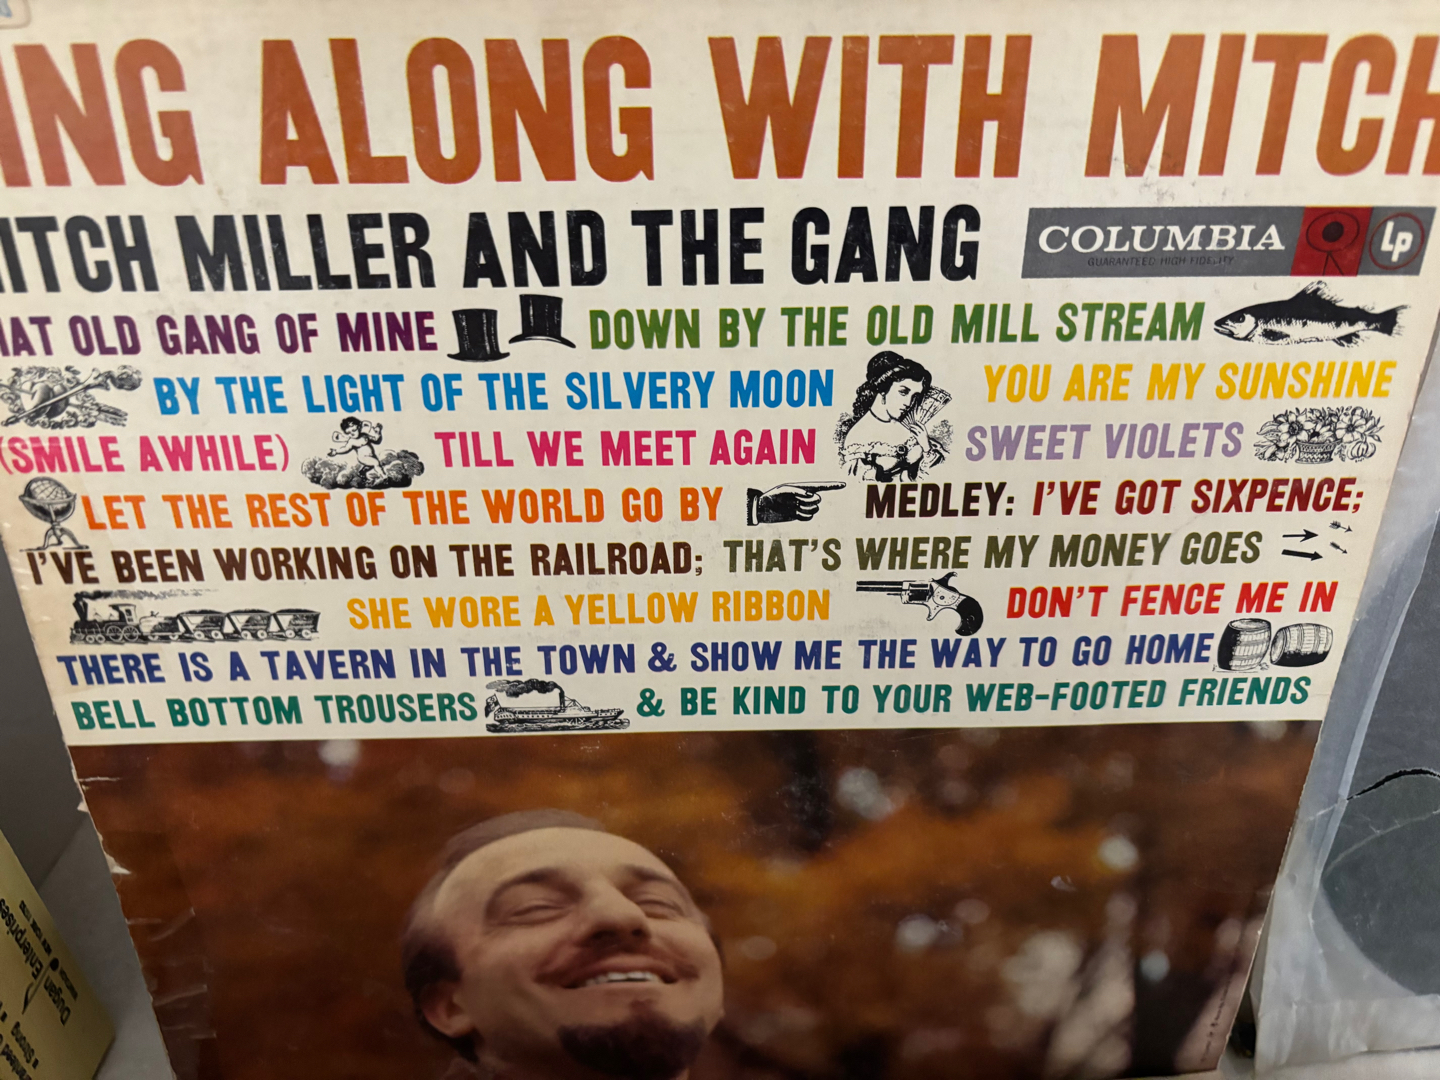 ING ALONG WITH MITCH
ITCH MILLER AND THE GANG
COLUMBIA
GUARANTEED HIGH FIDELITY
Lp
HAT OLD GANG OF MINE DOWN BY THE OLD MILL STREAM
BY THE LIGHT OF THE SILVERY MOON YOU ARE MY SUNSHINE
(SMILE AWHILE) TILL WE MEET AGAIN SWEET VIOLETS
LET THE REST OF THE WORLD GO BY MEDLEY: I'VE GOT SIXPENCE;
I'VE BEEN WORKING ON THE RAILROAD; THAT'S WHERE MY MONEY GOES
SHE WORE A YELLOW RIBBON DON'T FENCE ME IN
THERE IS A TAVERN IN THE TOWN & SHOW ME THE WAY TO GO HOME
BELL BOTTOM TROUSERS & BE KIND TO YOUR WEB-FOOTED FRIENDS
Dugan
Enterprises
Strong